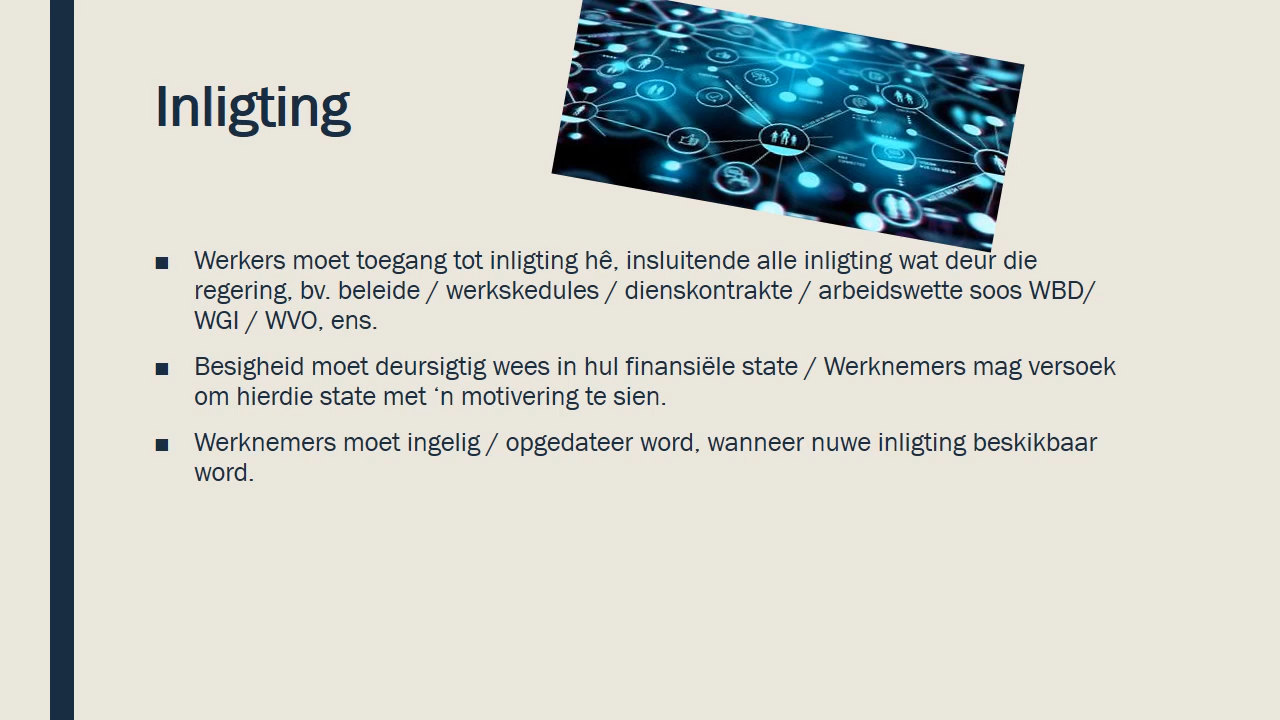 Inligting
■ Werkers moet toegang tot inligting hê, insluitende alle inligting wat deur die
regering, bv. beleide / werkskedules / dienskontrakte / arbeidswette soos WBD/
WGI / WVO, ens.
■ Besigheid moet deursigtig wees in hul finansiële state / Werknemers mag versoek
om hierdie state met ‘n motivering te sien.
■ Werknemers moet ingelig / opgedateer word, wanneer nuwe inligting beskikbaar
word.